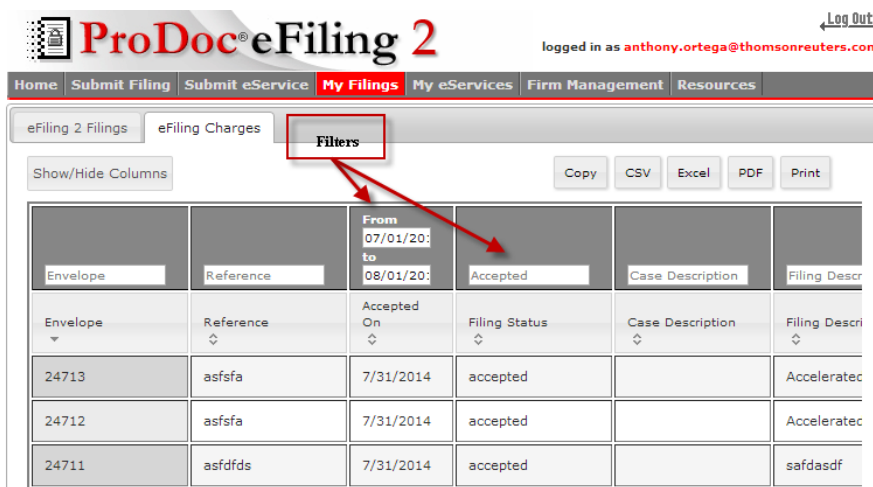 ProDoc® eFiling 2
Log Out
logged in as anthony.ortega@thomsonreuters.com
Home Submit Filing Submit eService My Filings My eServices Firm Management Resources
eFiling 2 Filings eFiling Charges
Filters
Show/Hide Columns Copy CSV Excel PDF Print
From
07/01/20
to
Envelope Reference 08/01/20 Accepted Case Description Filing Descr
Envelope Reference Accepted On Filing Status Case Description Filing Descri
24713 asfsfa 7/31/2014 accepted Accelerated
24712 asfsfa 7/31/2014 accepted Accelerated
24711 asfdfds 7/31/2014 accepted safdasdf